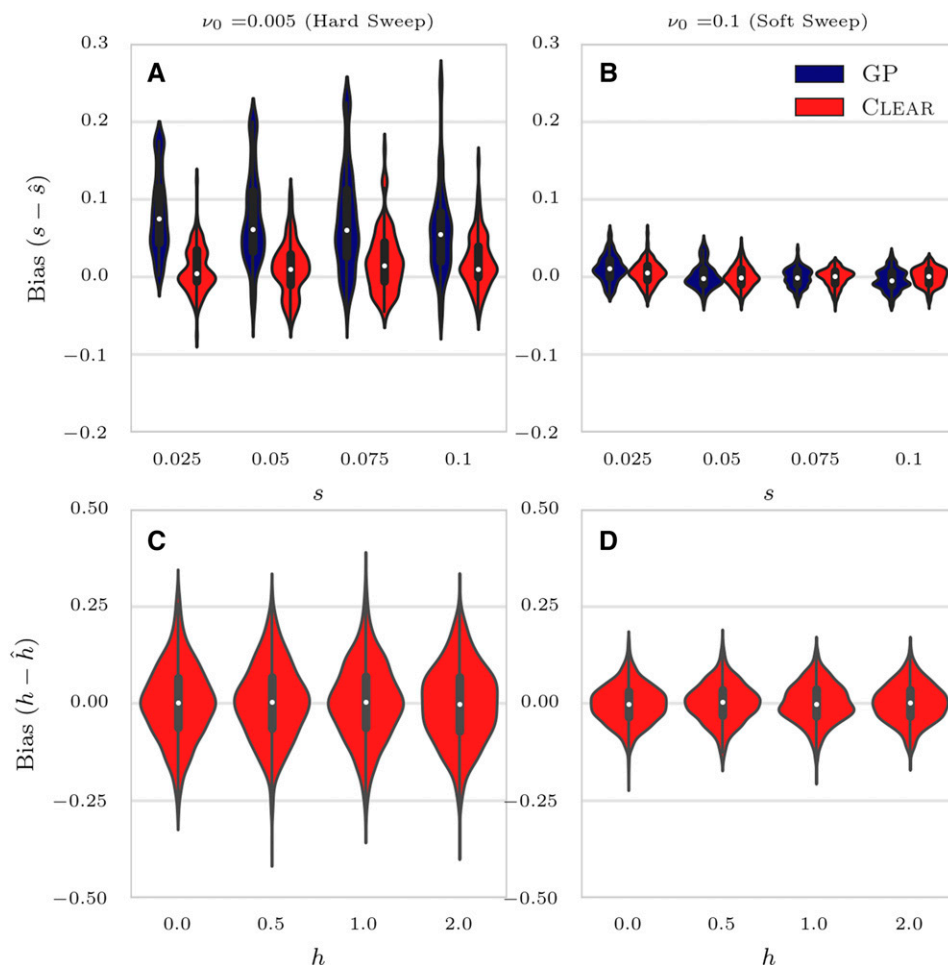 ν₀ =0.005 (Hard Sweep)
ν₀ =0.1 (Soft Sweep)
A
B
GP
CLEAR
Bias (s − ŝ)
0.3
0.2
0.1
0.0
−0.1
−0.2
0.3
0.2
0.1
0.0
−0.1
−0.2
0.025 0.05 0.075 0.1
0.025 0.05 0.075 0.1
s
s
C
D
Bias (h − ĥ)
0.50
0.25
0.00
−0.25
−0.50
0.50
0.25
0.00
−0.25
−0.50
0.0 0.5 1.0 2.0
0.0 0.5 1.0 2.0
h
h